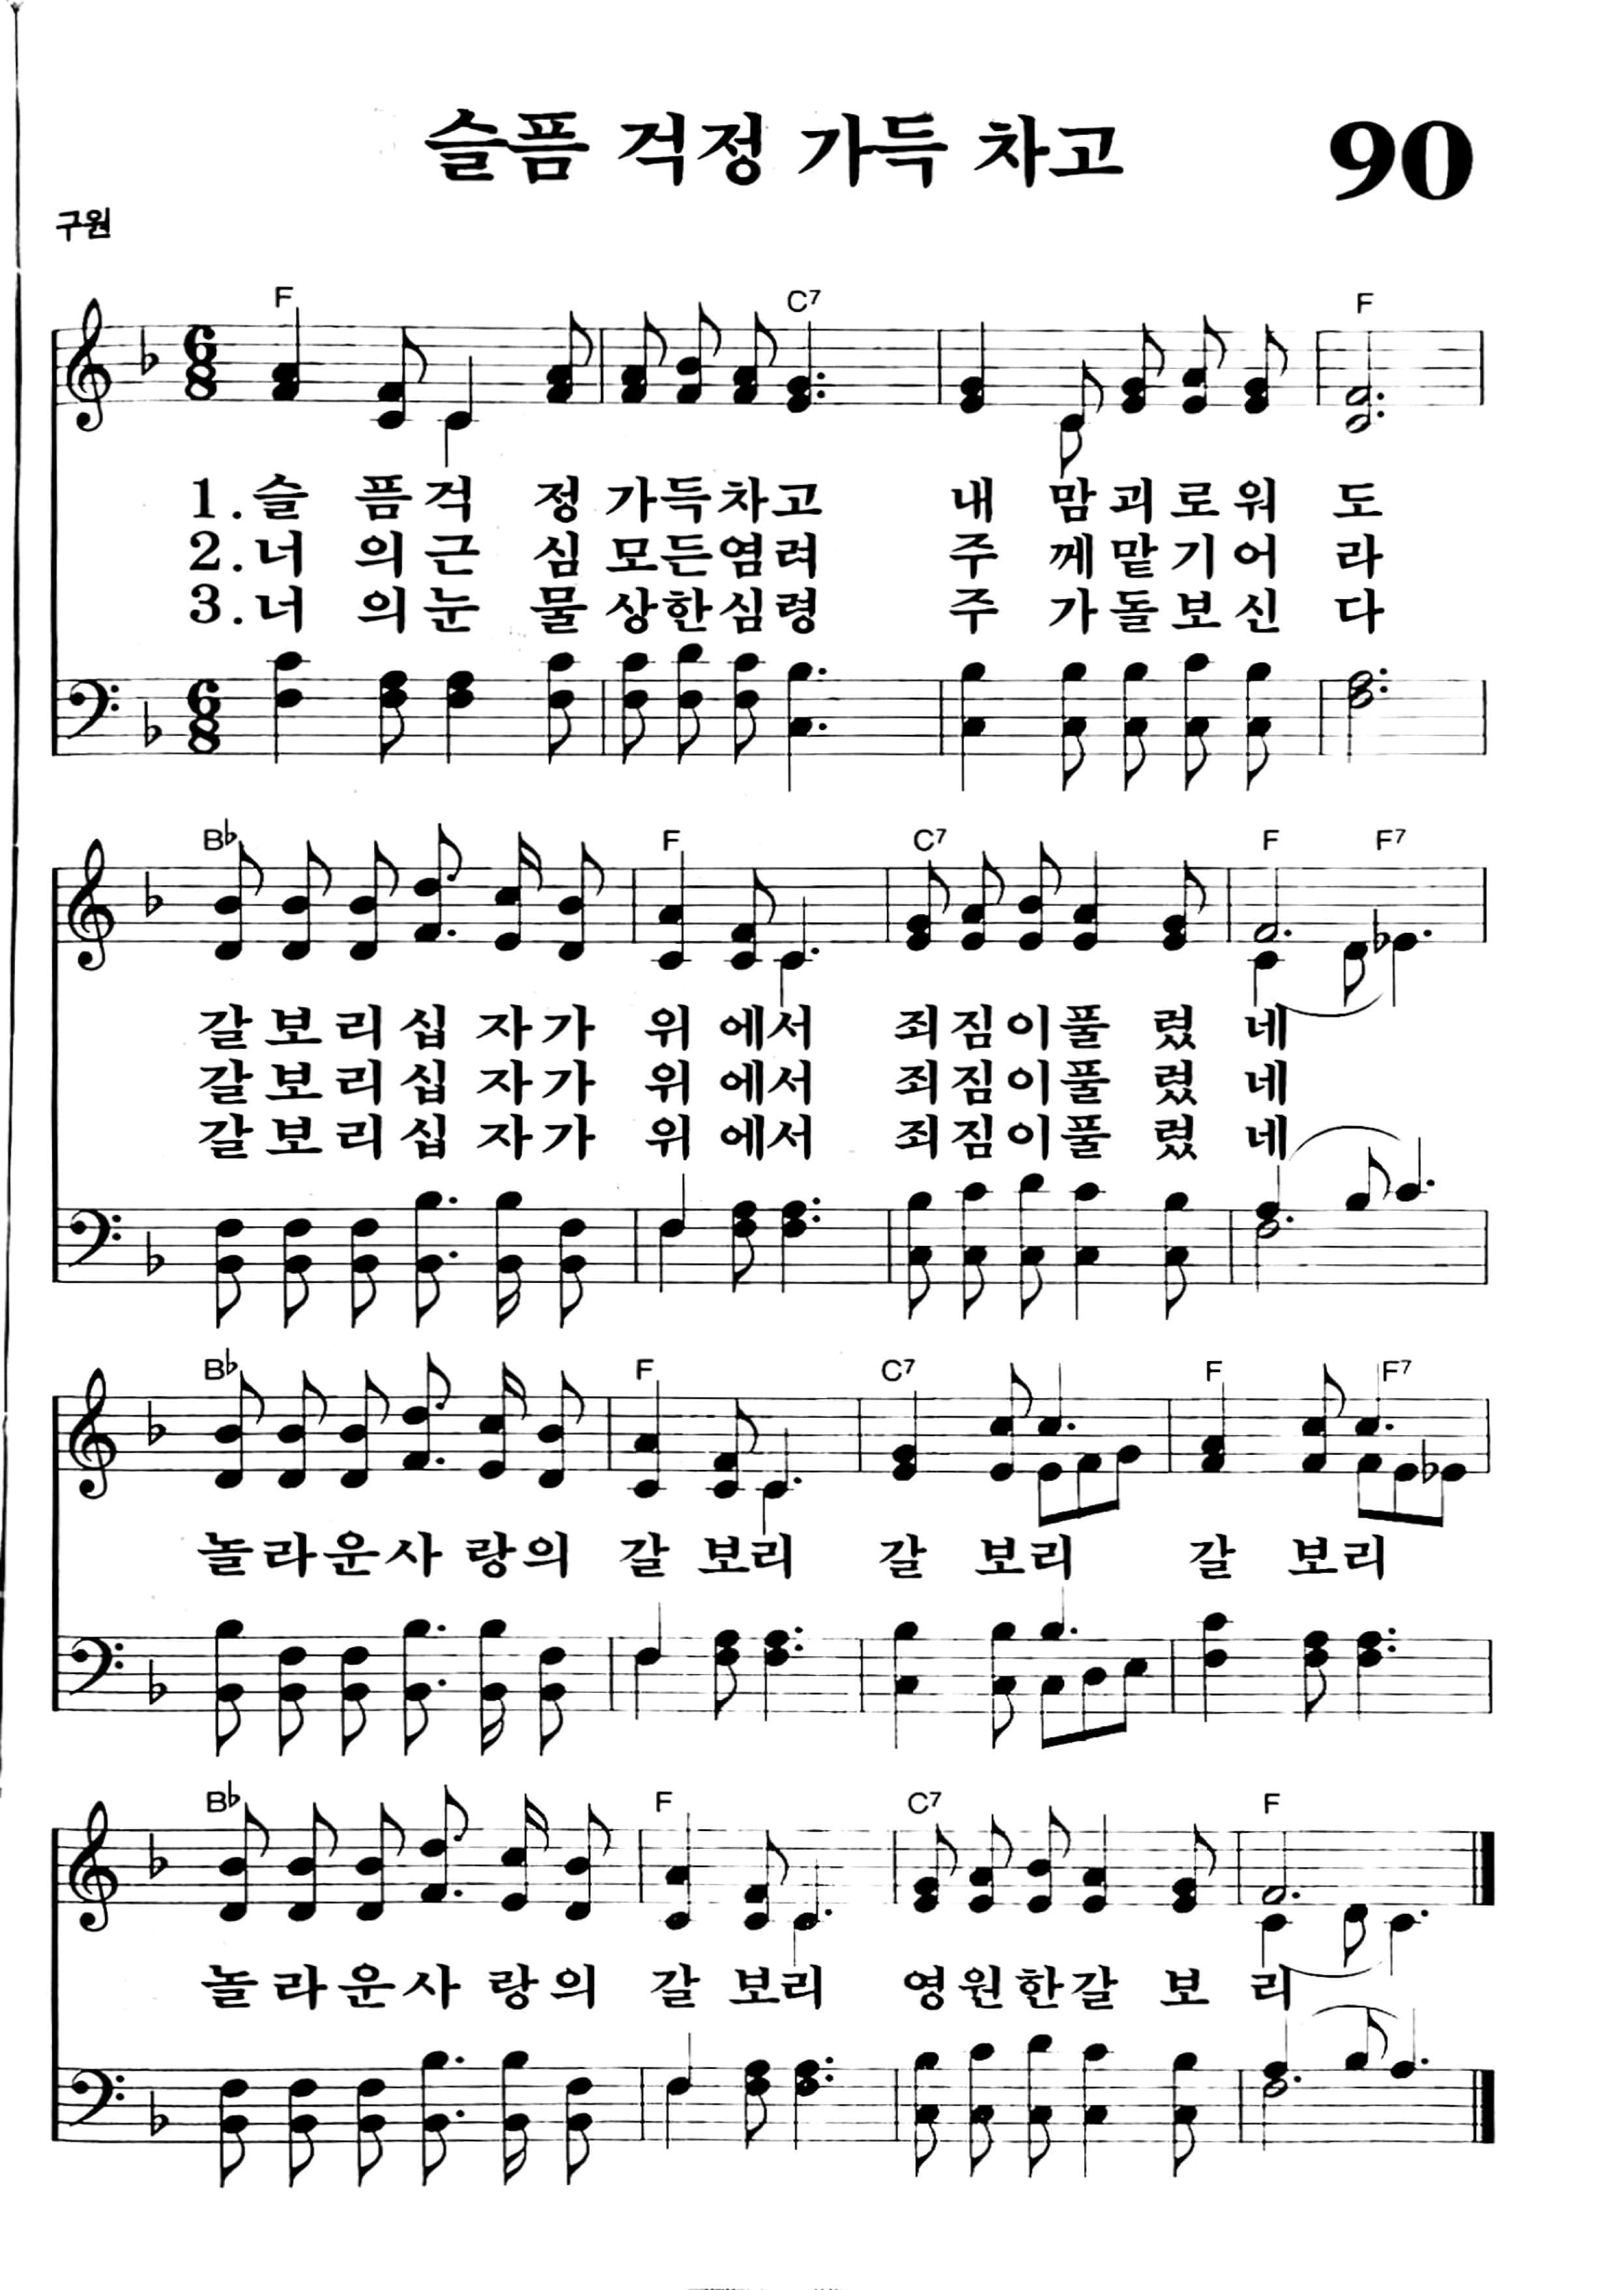 슬픔 걱정 가득 차고 90
구원
F C7 F
6/8
1.슬 픔걱 정 가득차고 내 맘괴로워 도
2.너 의근 심 모든염려 주 께맡기어 라
3.너 의눈 물 상한심령 주 가돌보신 다
6/8
B♭ F C7 F F7
갈보리십 자가 위 에서 죄짐이풀 렸 네
갈보리십 자가 위 에서 죄짐이풀 렸 네
갈보리십 자가 위 에서 죄짐이풀 렸 네
B♭ F C7 F F7
놀라운사 랑의 갈 보리 갈 보리 갈 보리
B♭ F C7 F
놀라운사 랑의 갈 보리 영원한갈 보 리